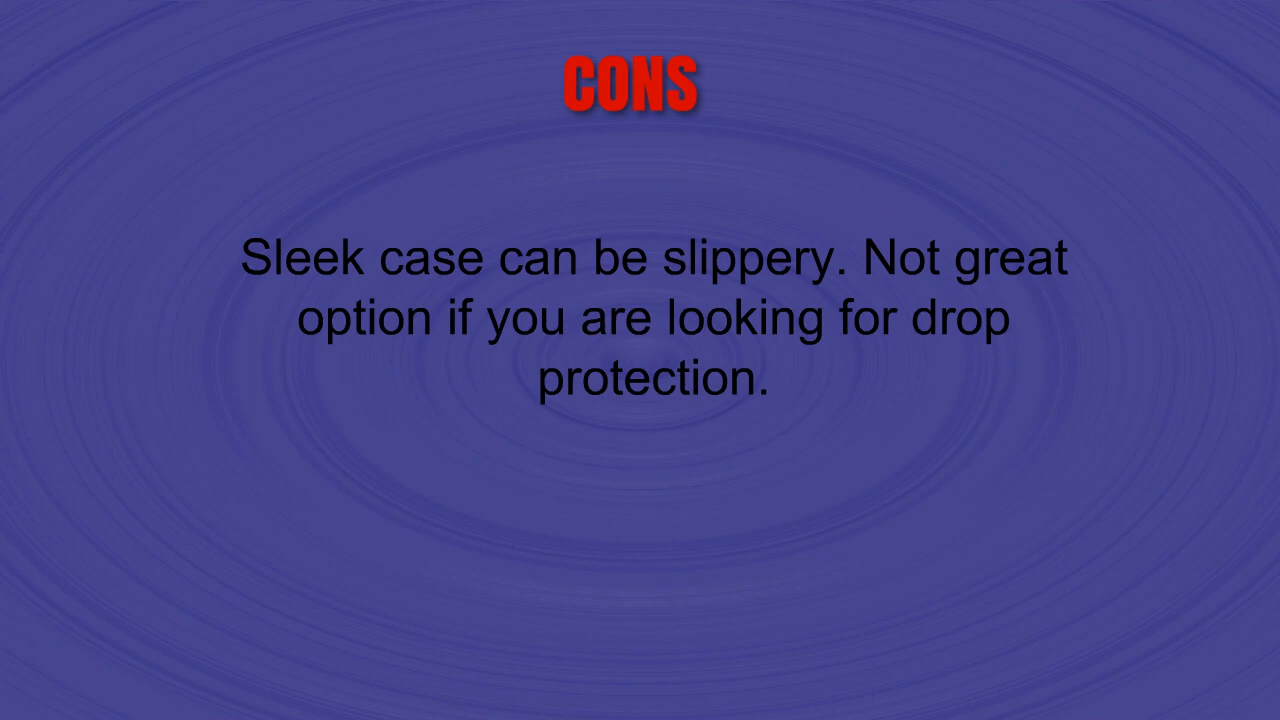 CONS
Sleek case can be slippery. Not great
option if you are looking for drop
protection.